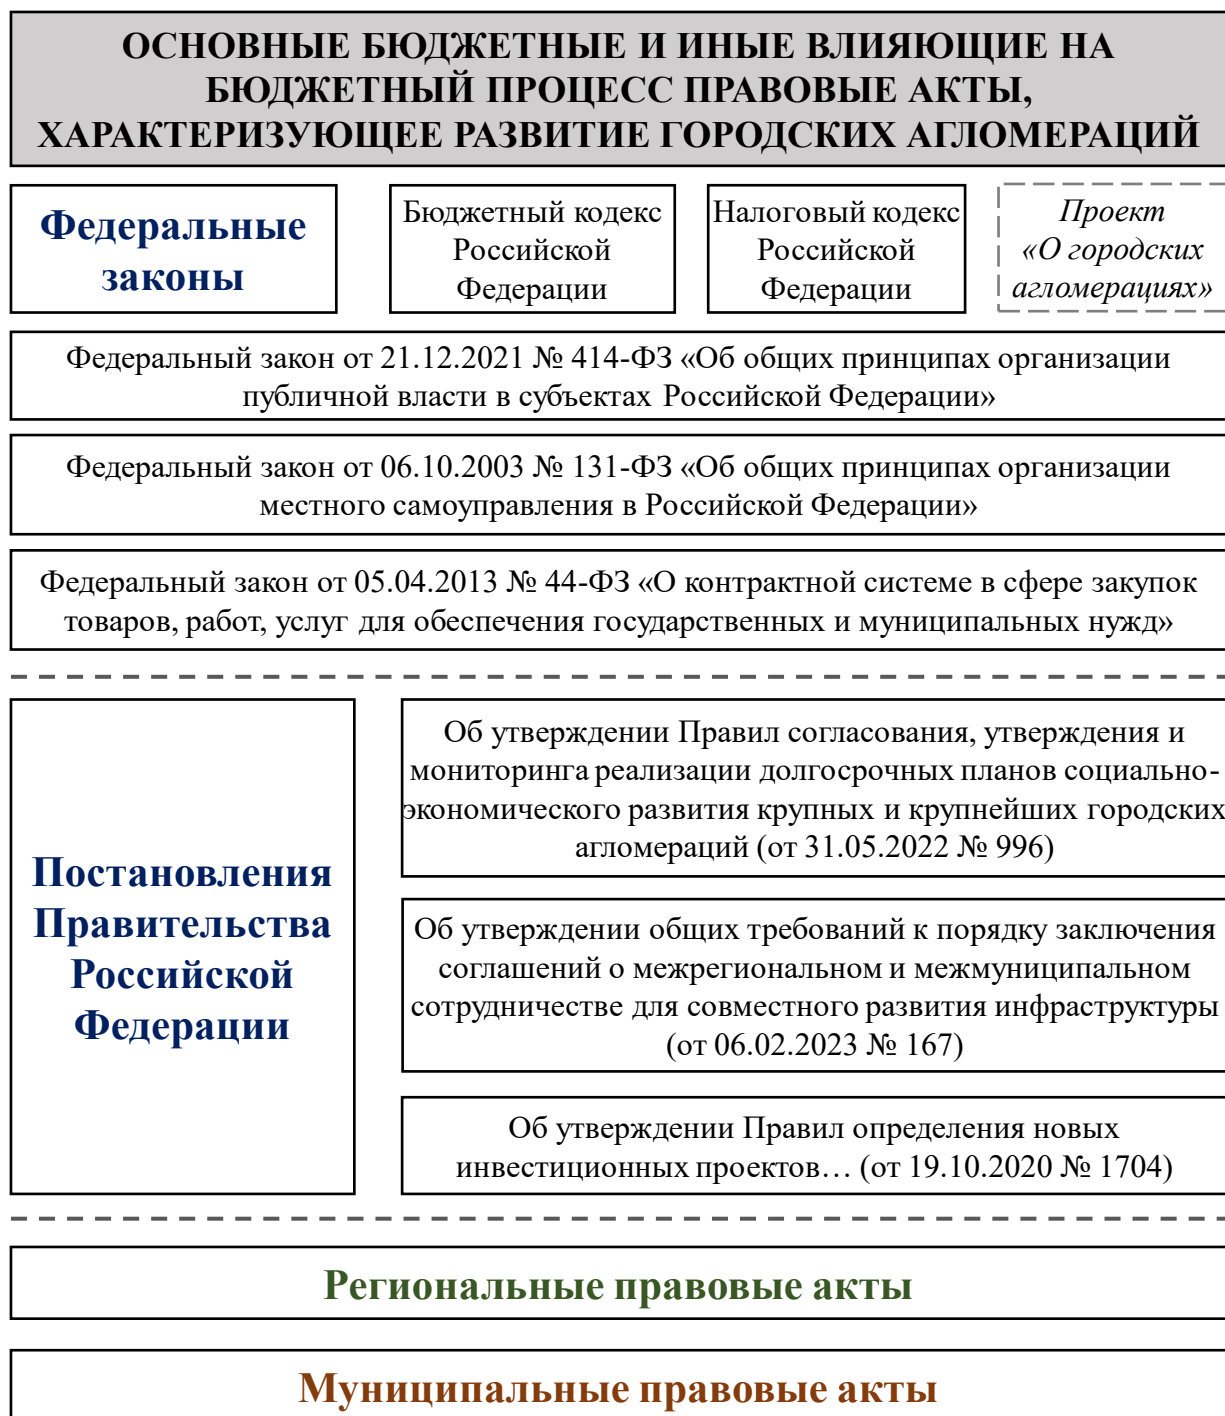 ОСНОВНЫЕ БЮДЖЕТНЫЕ И ИНЫЕ ВЛИЯЮЩИЕ НА
БЮДЖЕТНЫЙ ПРОЦЕСС ПРАВОВЫЕ АКТЫ,
ХАРАКТЕРИЗУЮЩЕЕ РАЗВИТИЕ ГОРОДСКИХ АГЛОМЕРАЦИЙ
Федеральные
законы
Бюджетный кодекс
Российской
Федерации
Налоговый кодекс
Российской
Федерации
Проект
«О городских
агломерациях»
Федеральный закон от 21.12.2021 № 414-ФЗ «Об общих принципах организации
публичной власти в субъектах Российской Федерации»
Федеральный закон от 06.10.2003 № 131-ФЗ «Об общих принципах организации
местного самоуправления в Российской Федерации»
Федеральный закон от 05.04.2013 № 44-ФЗ «О контрактной системе в сфере закупок
товаров, работ, услуг для обеспечения государственных и муниципальных нужд»
Постановления
Правительства
Российской
Федерации
Об утверждении Правил согласования, утверждения и
мониторинга реализации долгосрочных планов социально-
экономического развития крупных и крупнейших городских
агломераций (от 31.05.2022 № 996)
Об утверждении общих требований к порядку заключения
соглашений о межрегиональном и межмуниципальном
сотрудничестве для совместного развития инфраструктуры
(от 06.02.2023 № 167)
Об утверждении Правил определения новых
инвестиционных проектов… (от 19.10.2020 № 1704)
Региональные правовые акты
Муниципальные правовые акты